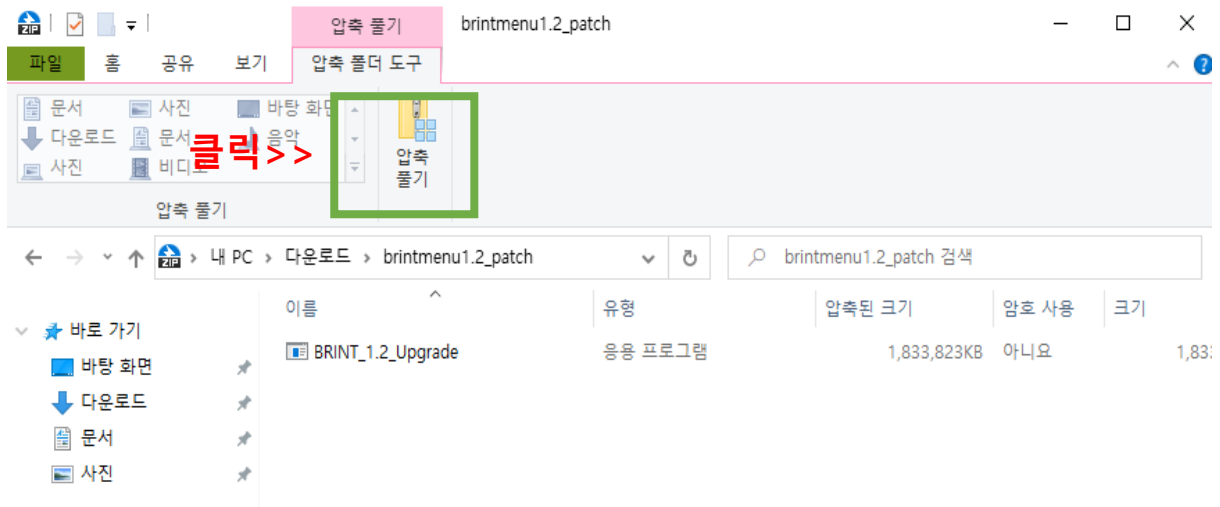 ZIP
압축 풀기
brintmenu1.2_patch
파일 홈 공유 보기 압축 폴더 도구
문서 사진 바탕 화면
다운로드 문서 음악
사진 비디오
클릭>>
압축
풀기
압축 풀기
ZIP 내 PC > 다운로드 > brintmenu1.2_patch
brintmenu1.2_patch 검색
이름 유형 압축된 크기 암호 사용 크기
바로 가기
BRINT_1.2_Upgrade 응용 프로그램 1,833,823KB 아니요 1,833
바탕 화면
다운로드
문서
사진